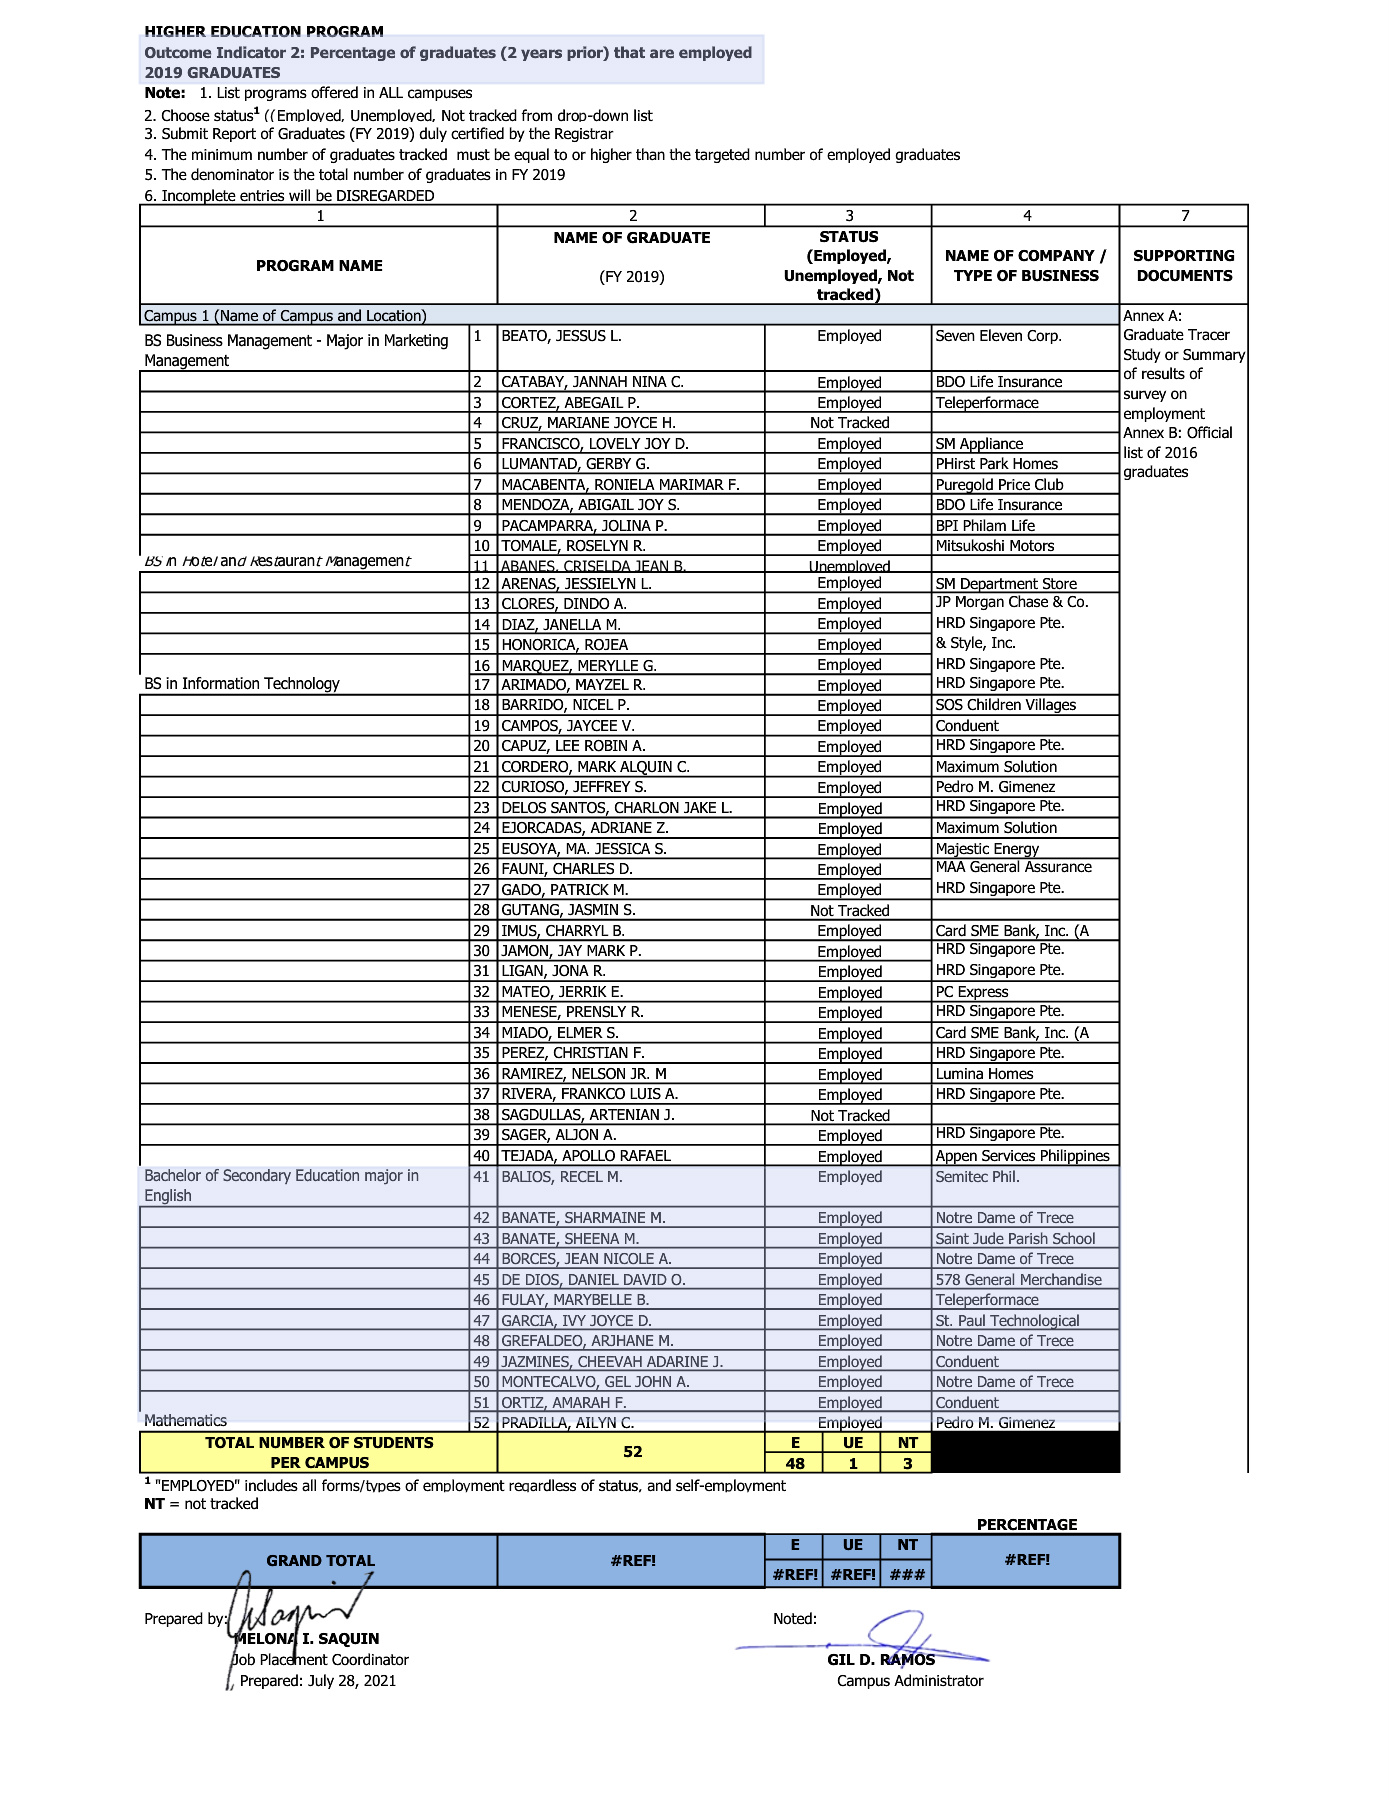 HIGHER EDUCATION PROGRAM
Outcome Indicator 2: Percentage of graduates (2 years prior) that are employed
2019 GRADUATES
Note: 1. List programs offered in ALL campuses
2. Choose status¹ ((Employed, Unemployed, Not tracked from drop-down list
3. Submit Report of Graduates (FY 2019) duly certified by the Registrar
4. The minimum number of graduates tracked must be equal to or higher than the targeted number of employed graduates
5. The denominator is the total number of graduates in FY 2019
6. Incomplete entries will be DISREGARDED
1 2 3 4 7
PROGRAM NAME
NAME OF GRADUATE
(FY 2019)
STATUS
(Employed,
Unemployed, Not
tracked)
NAME OF COMPANY /
TYPE OF BUSINESS
SUPPORTING
DOCUMENTS
Campus 1 (Name of Campus and Location)
Annex A:
Graduate Tracer
Study or Summary
of results of
survey on
employment
Annex B: Official
list of 2016
graduates
BS Business Management - Major in Marketing
Management
1 BEATO, JESSUS L. Employed Seven Eleven Corp.
2 CATABAY, JANNAH NINA C. Employed BDO Life Insurance
3 CORTEZ, ABEGAIL P. Employed Teleperformace
4 CRUZ, MARIANE JOYCE H. Not Tracked
5 FRANCISCO, LOVELY JOY D. Employed SM Appliance
6 LUMANTAD, GERBY G. Employed PHirst Park Homes
7 MACABENTA, RONIELA MARIMAR F. Employed Puregold Price Club
8 MENDOZA, ABIGAIL JOY S. Employed BDO Life Insurance
9 PACAMPARRA, JOLINA P. Employed BPI Philam Life
10 TOMALE, ROSELYN R. Employed Mitsukoshi Motors
BS in Hotel and Restaurant Management
11 ABANES, CRISELDA JEAN B. Unemployed
12 ARENAS, JESSIELYN L. Employed SM Department Store
13 CLORES, DINDO A. Employed JP Morgan Chase & Co.
14 DIAZ, JANELLA M. Employed HRD Singapore Pte.
15 HONORICA, ROJEA Employed & Style, Inc.
16 MARQUEZ, MERYLLE G. Employed HRD Singapore Pte.
BS in Information Technology 17 ARIMADO, MAYZEL R. Employed HRD Singapore Pte.
18 BARRIDO, NICEL P. Employed SOS Children Villages
19 CAMPOS, JAYCEE V. Employed Conduent
20 CAPUZ, LEE ROBIN A. Employed HRD Singapore Pte.
21 CORDERO, MARK ALQUIN C. Employed Maximum Solution
22 CURIOSO, JEFFREY S. Employed Pedro M. Gimenez
23 DELOS SANTOS, CHARLON JAKE L. Employed HRD Singapore Pte.
24 EJORCADAS, ADRIANE Z. Employed Maximum Solution
25 EUSOYA, MA. JESSICA S. Employed Majestic Energy
26 FAUNI, CHARLES D. Employed MAA General Assurance
27 GADO, PATRICK M. Employed HRD Singapore Pte.
28 GUTANG, JASMIN S. Not Tracked
29 IMUS, CHARRYL B. Employed Card SME Bank, Inc. (A
30 JAMON, JAY MARK P. Employed HRD Singapore Pte.
31 LIGAN, JONA R. Employed HRD Singapore Pte.
32 MATEO, JERRIK E. Employed PC Express
33 MENESE, PRENSLY R. Employed HRD Singapore Pte.
34 MIADO, ELMER S. Employed Card SME Bank, Inc. (A
35 PEREZ, CHRISTIAN F. Employed HRD Singapore Pte.
36 RAMIREZ, NELSON JR. M Employed Lumina Homes
37 RIVERA, FRANKCO LUIS A. Employed HRD Singapore Pte.
38 SAGDULLAS, ARTENIAN J. Not Tracked
39 SAGER, ALJON A. Employed HRD Singapore Pte.
40 TEJADA, APOLLO RAFAEL Employed Appen Services Philippines
Bachelor of Secondary Education major in
English
41 BALIOS, RECEL M. Employed Semitec Phil.
42 BANATE, SHARMAINE M. Employed Notre Dame of Trece
43 BANATE, SHEENA M. Employed Saint Jude Parish School
44 BORCES, JEAN NICOLE A. Employed Notre Dame of Trece
45 DE DIOS, DANIEL DAVID O. Employed 578 General Merchandise
46 FULAY, MARYBELLE B. Employed Teleperformace
47 GARCIA, IVY JOYCE D. Employed St. Paul Technological
48 GREFALDEO, ARJHANE M. Employed Notre Dame of Trece
49 JAZMINES, CHEEVAH ADARINE J. Employed Conduent
50 MONTECALVO, GEL JOHN A. Employed Notre Dame of Trece
51 ORTIZ, AMARAH F. Employed Conduent
Mathematics 52 PRADILLA, AILYN C. Employed Pedro M. Gimenez
TOTAL NUMBER OF STUDENTS
PER CAMPUS
52
E UE NT
48 1 3
¹ "EMPLOYED" includes all forms/types of employment regardless of status, and self-employment
NT = not tracked
PERCENTAGE
GRAND TOTAL #REF! E UE NT #REF!
#REF! #REF! ###
Prepared by: Noted:
MELONA I. SAQUIN
Job Placement Coordinator
Prepared: July 28, 2021
GIL D. RAMOS
Campus Administrator